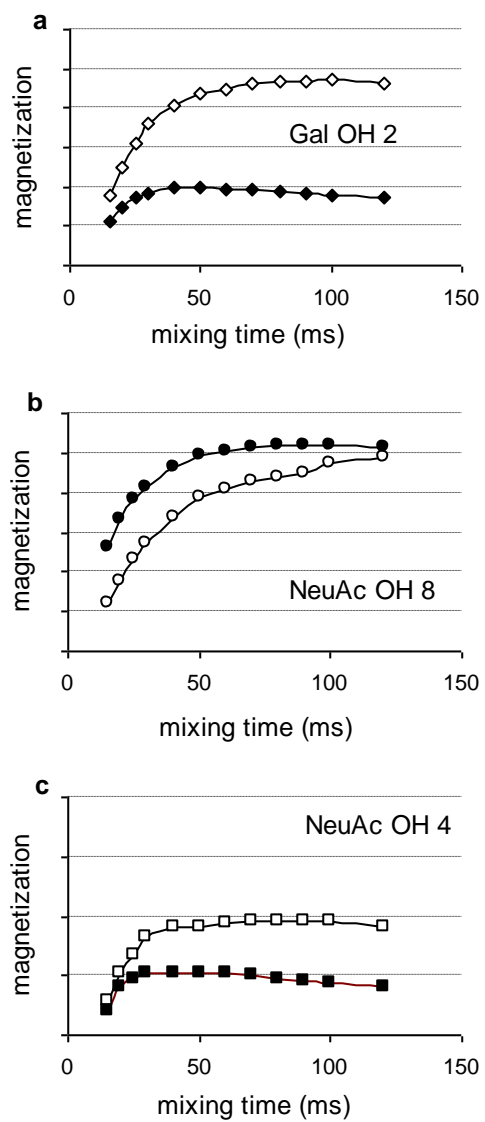 a
magnetization
Gal OH 2
0 50 100 150
mixing time (ms)
b
magnetization
NeuAc OH 8
0 50 100 150
mixing time (ms)
c
NeuAc OH 4
magnetization
0 50 100 150
mixing time (ms)